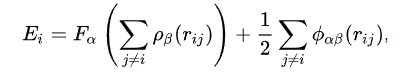 $E_i = F_\alpha \left( \sum_{j \neq i} \rho_\beta (r_{ij}) \right) + \frac{1}{2} \sum_{j \neq i} \phi_{\alpha\beta} (r_{ij}),$